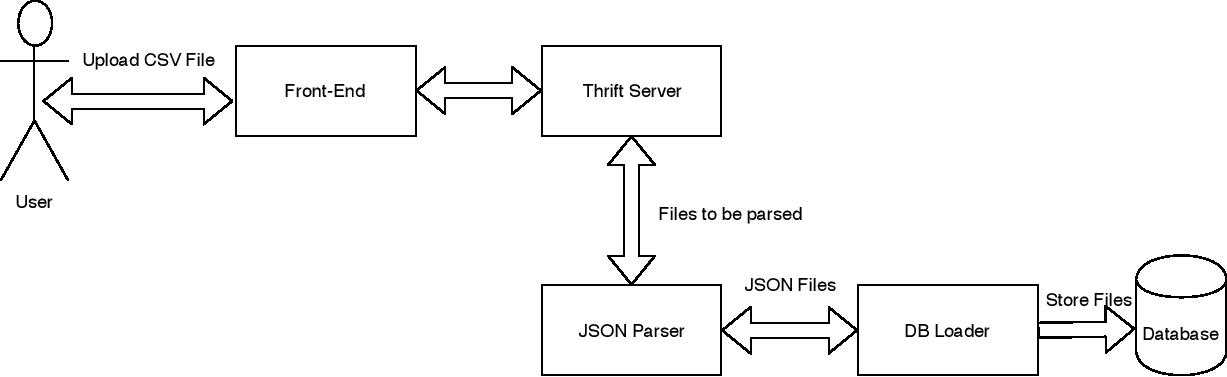 Upload CSV File
Front-End
Thrift Server
User
Files to be parsed
JSON Files
Store Files
JSON Parser
DB Loader
Database